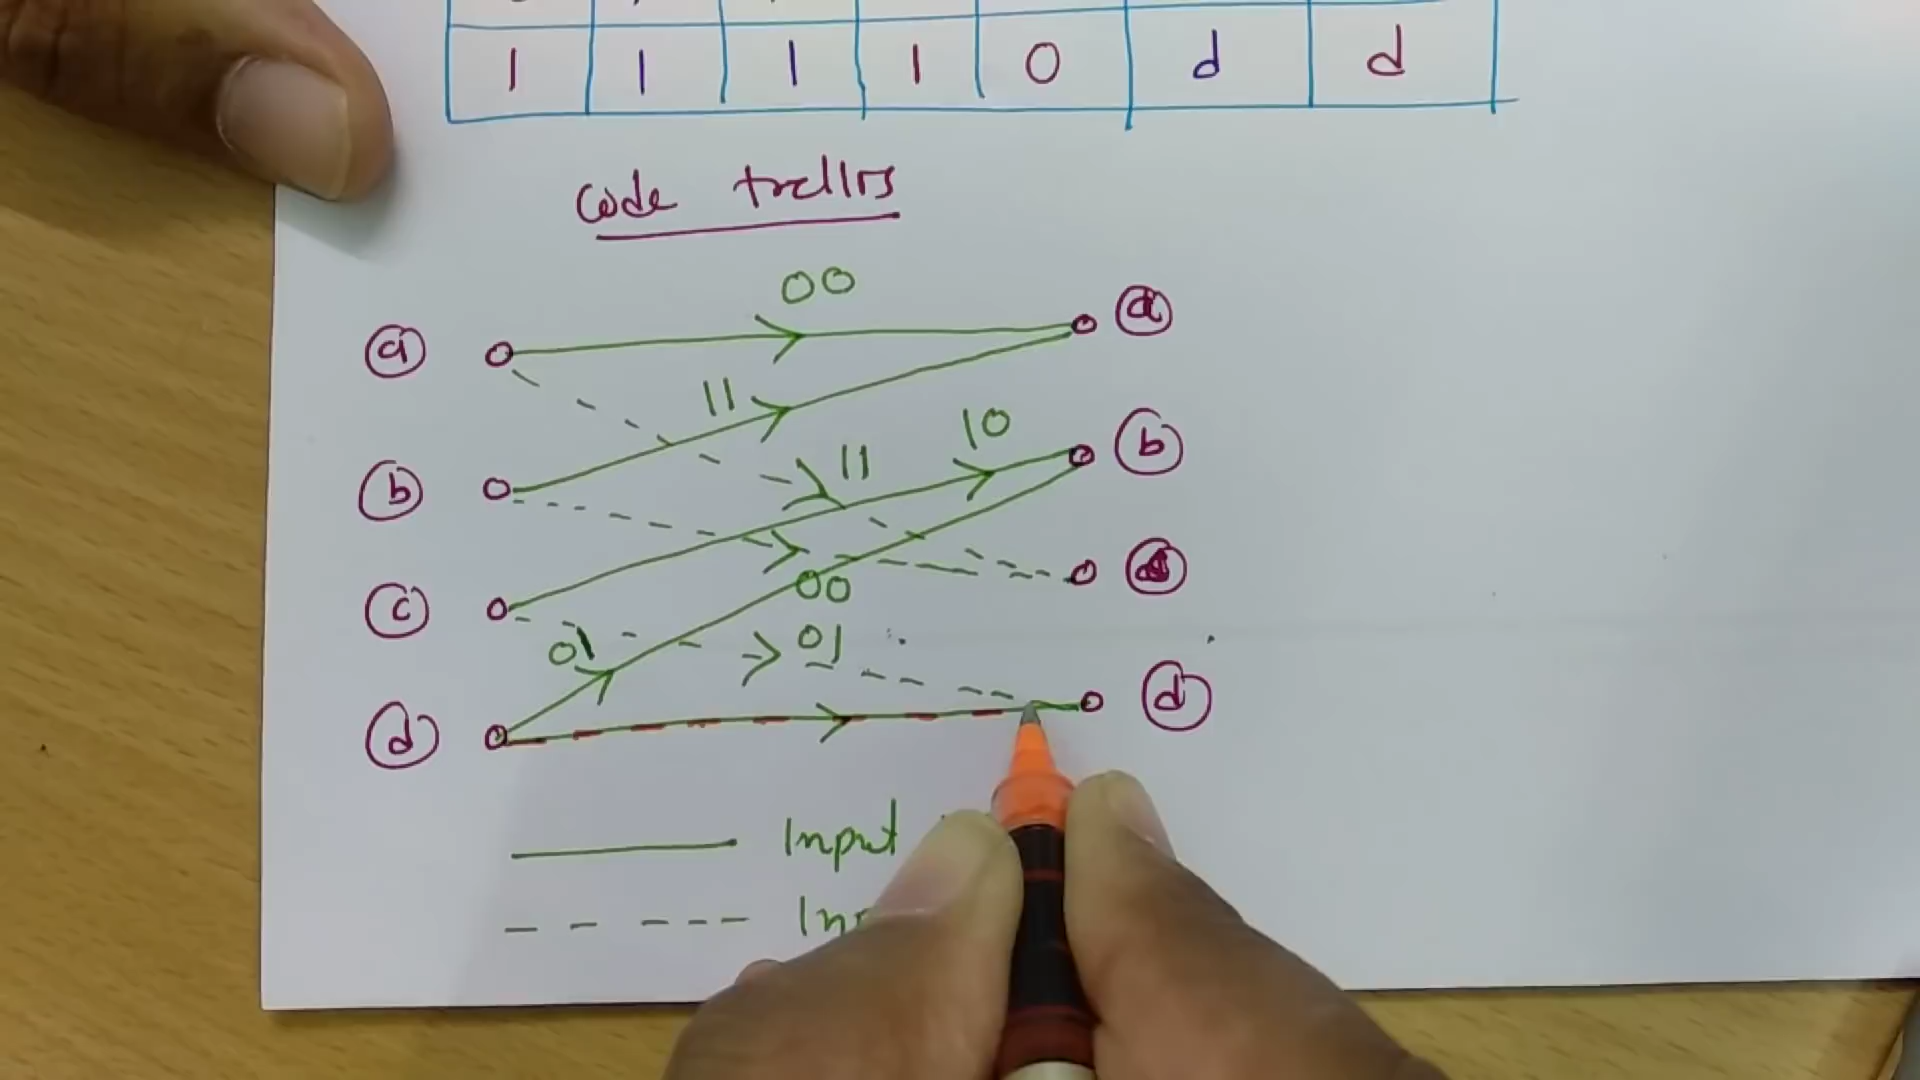 1 1 1 1 0 d d
Code trellis
00
a a
11
11 10
b b
00
c
01 01
d d
Input